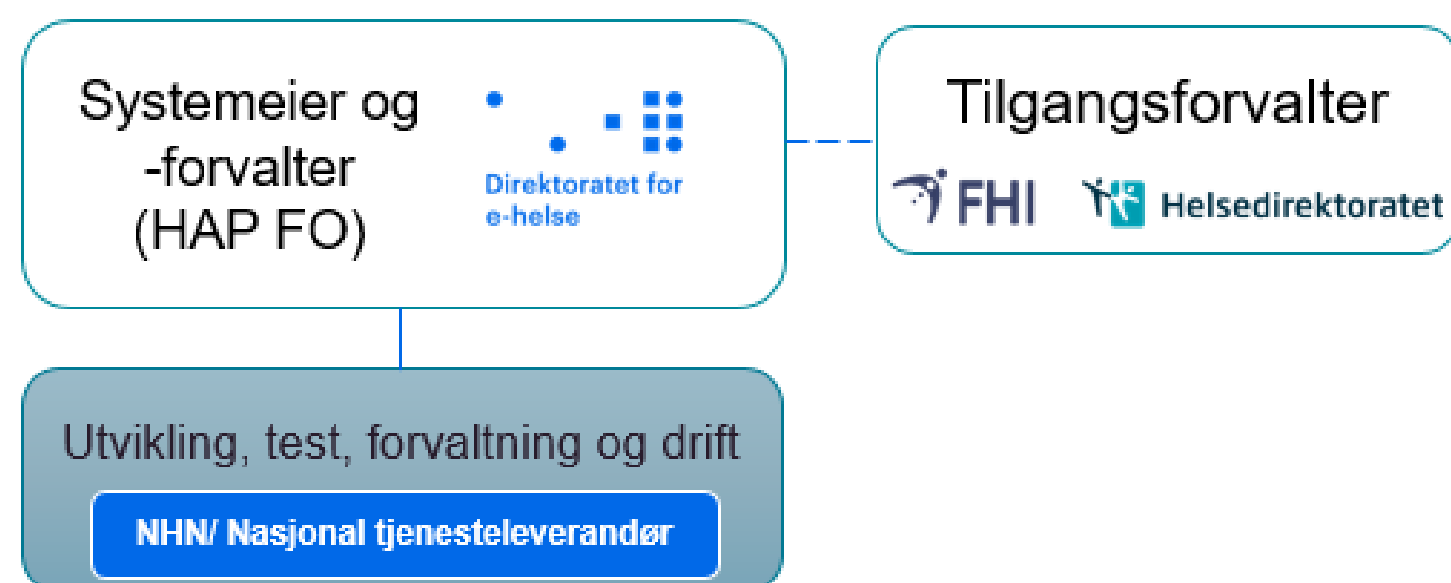 Systemeier og
-forvalter
(HAP FO)
Direktoratet for
e-helse
Tilgangsforvalter
FHI
Helsedirektoratet
Utvikling, test, forvaltning og drift
NHN/ Nasjonal tjenesteleverandør